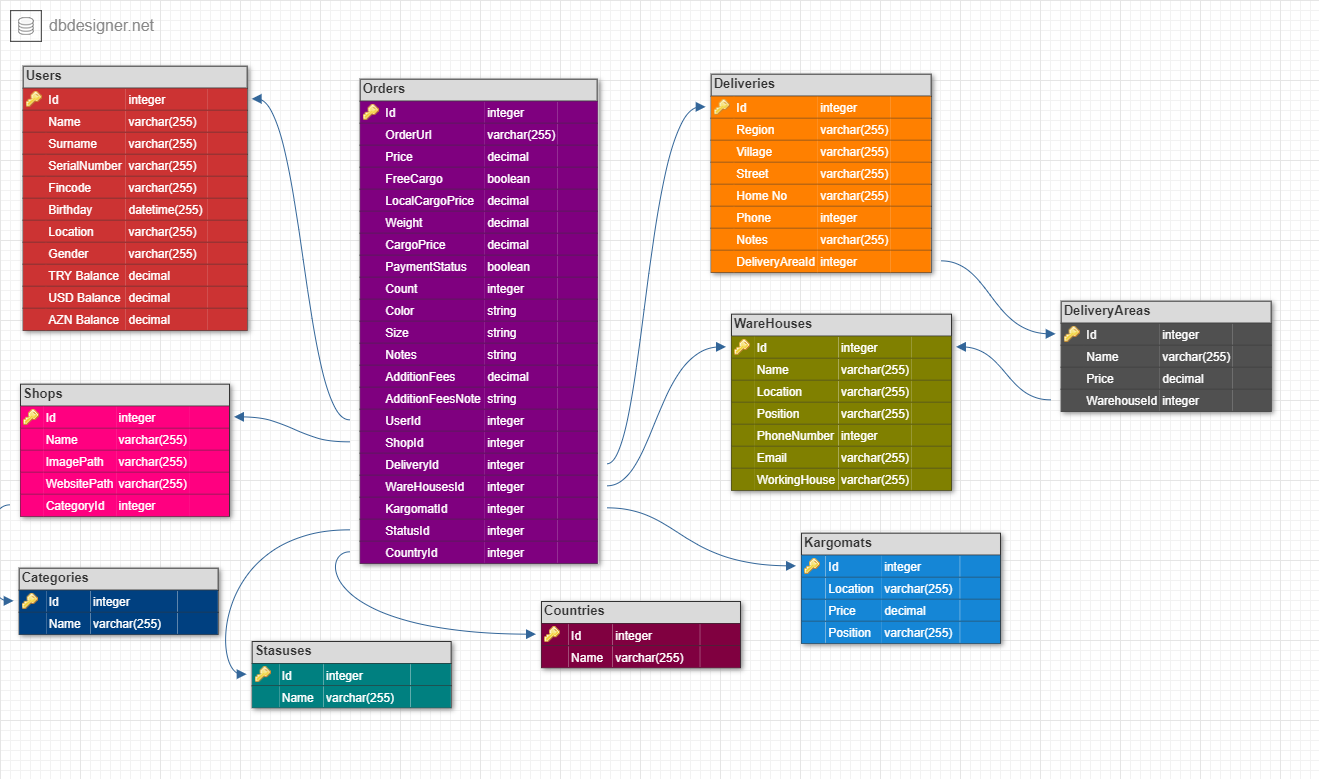 dbdesigner.net
Users
Id integer
Name varchar(255)
Surname varchar(255)
SerialNumber varchar(255)
Fincode varchar(255)
Birthday datetime(255)
Location varchar(255)
Gender varchar(255)
TRY Balance decimal
USD Balance decimal
AZN Balance decimal
Shops
Id integer
Name varchar(255)
ImagePath varchar(255)
WebsitePath varchar(255)
CategoryId integer
Categories
Id integer
Name varchar(255)
Orders
Id integer
OrderUrl varchar(255)
Price decimal
FreeCargo boolean
LocalCargoPrice decimal
Weight decimal
CargoPrice decimal
PaymentStatus boolean
Count integer
Color string
Size string
Notes string
AdditionFees decimal
AdditionFeesNote string
UserId integer
ShopId integer
DeliveryId integer
WareHousesId integer
KargomatId integer
StatusId integer
CountryId integer
Stasuses
Id integer
Name varchar(255)
Countries
Id integer
Name varchar(255)
Deliveries
Id integer
Region varchar(255)
Village varchar(255)
Street varchar(255)
Home No varchar(255)
Phone integer
Notes varchar(255)
DeliveryAreaId integer
WareHouses
Id integer
Name varchar(255)
Location varchar(255)
Position varchar(255)
PhoneNumber integer
Email varchar(255)
WorkingHouse varchar(255)
Kargomats
Id integer
Location varchar(255)
Price decimal
Position varchar(255)
DeliveryAreas
Id integer
Name varchar(255)
Price decimal
WarehouseId integer